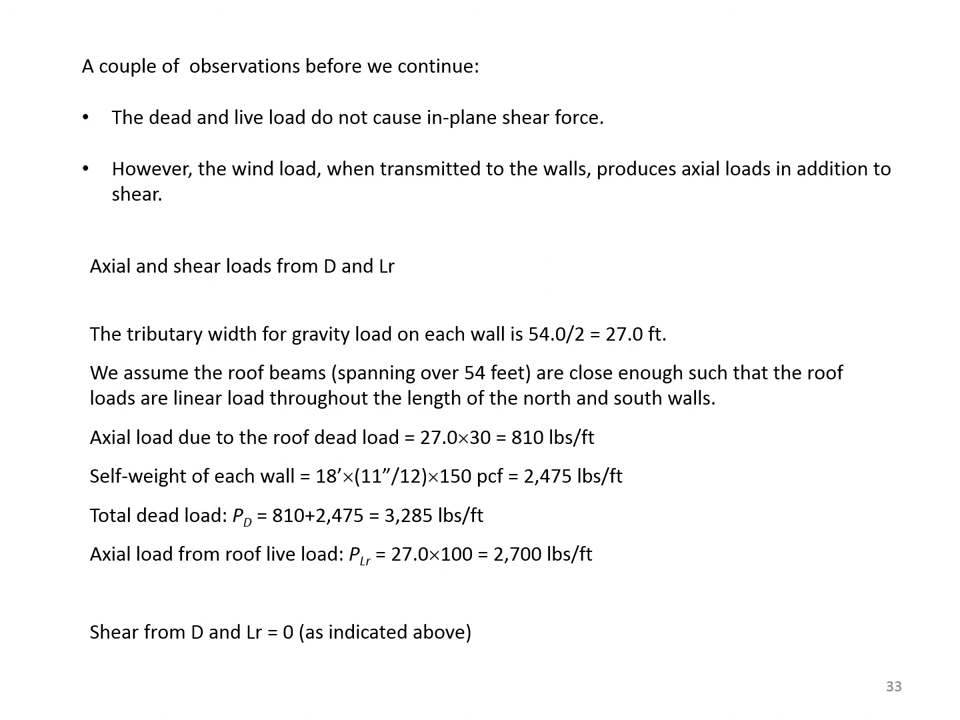 A couple of  observations before we continue:
• The dead and live load do not cause in-plane shear force.
• However, the wind load, when transmitted to the walls, produces axial loads in addition to
shear.
Axial and shear loads from D and Lr
The tributary width for gravity load on each wall is 54.0/2 = 27.0 ft.
We assume the roof beams (spanning over 54 feet) are close enough such that the roof
loads are linear load throughout the length of the north and south walls.
Axial load due to the roof dead load = 27.0×30 = 810 lbs/ft
Self-weight of each wall = 18’×(11”/12)×150 pcf = 2,475 lbs/ft
Total dead load: P_D = 810+2,475 = 3,285 lbs/ft
Axial load from roof live load: P_Lr = 27.0×100 = 2,700 lbs/ft
Shear from D and Lr = 0 (as indicated above)
33